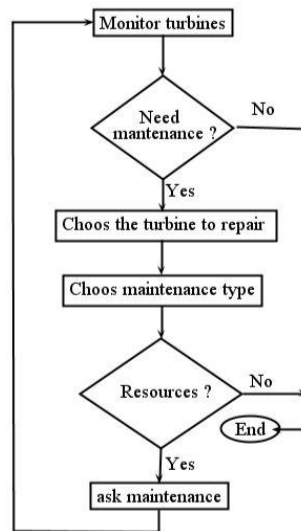 Monitor turbines
No
Need
mantenance ?
Yes
Choos the turbine to repair
Choos maintenance type
Resources ?
No
End
Yes
ask maintenance